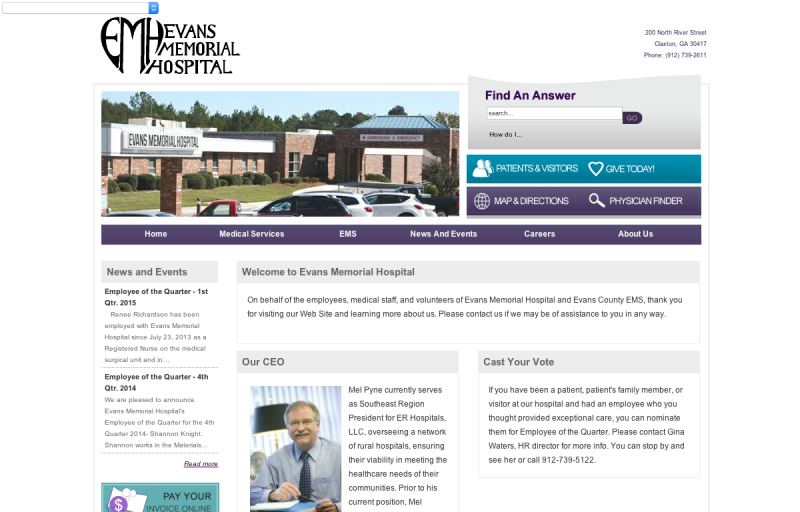 EMH EVANS
MEMORIAL
HOSPITAL
200 North River Street
Claxton, GA 30417
Phone: (912) 739-2611
EVANS MEMORIAL HOSPITAL
ADMISSIONS & EMERGENCY
Find An Answer
search...
GO
How do I...
PATIENTS & VISITORS
GIVE TODAY!
MAP & DIRECTIONS
PHYSICIAN FINDER
Home Medical Services EMS News And Events Careers About Us
News and Events
Employee of the Quarter - 1st
Qtr. 2015
Renee Richardson has been
employed with Evans Memorial
Hospital since July 23, 2013 as a
Registered Nurse on the medical
surgical unit and in...
Employee of the Quarter - 4th
Qtr. 2014
We are pleased to announce
Evans Memorial Hospital's
Employee of the Quarter for the 4th
Quarter 2014- Shannon Knight.
Shannon works in the Materials...
Read more
PAY YOUR
INVOICE ONLINE
$
Welcome to Evans Memorial Hospital
On behalf of the employees, medical staff, and volunteers of Evans Memorial Hospital and Evans County EMS, thank you
for visiting our Web Site and learning more about us. Please contact us if we may be of assistance to you in any way.
Our CEO
Mel Pyne currently serves
as Southeast Region
President for ER Hospitals,
LLC, overseeing a network
of rural hospitals, ensuring
their viability in meeting the
healthcare needs of their
communities. Prior to his
current position, Mel
Cast Your Vote
If you have been a patient, patient's family member, or
visitor at our hospital and had an employee who you
thought provided exceptional care, you can nominate
them for Employee of the Quarter. Please contact Gina
Waters, HR director for more info. You can stop by and
see her or call 912-739-5122.